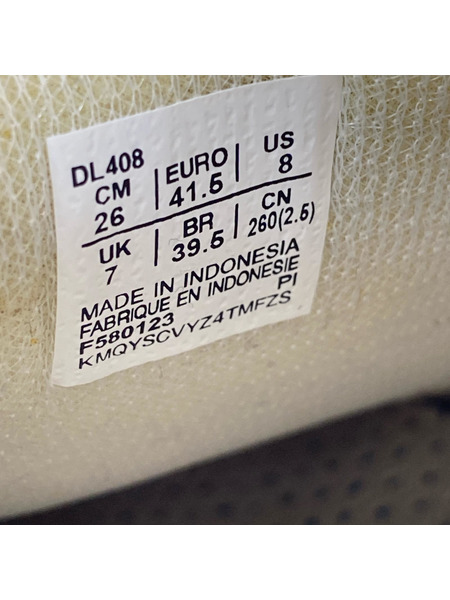 DL408
CM | EURO | US
26 | 41.5 | 8
UK | BR | CN
7 | 39.5 | 260(2.5)
MADE IN INDONESIA
FABRIQUE EN INDONESIE
F580123 PI
KMQYSCVYZ4TMFZS